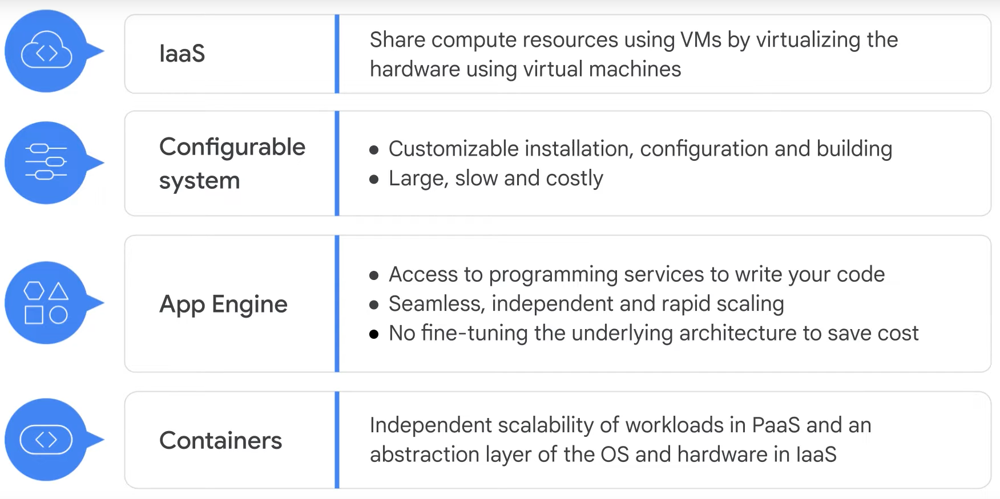 IaaS
Share compute resources using VMs by virtualizing the
hardware using virtual machines
Configurable
system
● Customizable installation, configuration and building
● Large, slow and costly
App Engine
● Access to programming services to write your code
● Seamless, independent and rapid scaling
● No fine-tuning the underlying architecture to save cost
Containers
Independent scalability of workloads in PaaS and an
abstraction layer of the OS and hardware in IaaS